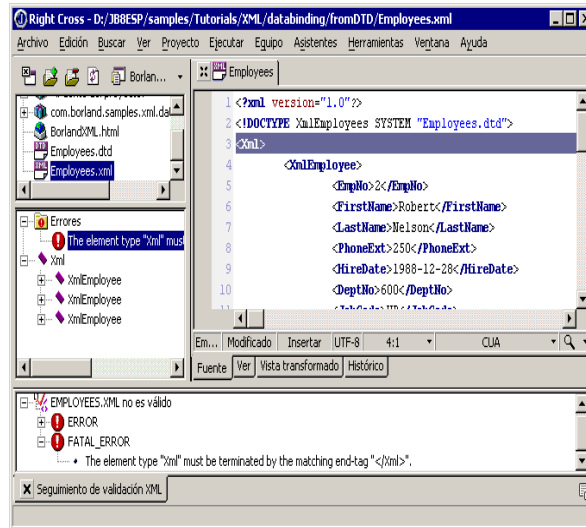 Right Cross - D:/JB8ESP/samples/Tutorials/XML/databinding/fromDTD/Employees.xml
Archivo Edición Buscar Ver Proyecto Ejecutar Equipo Asistentes Herramientas Ventana Ayuda
Borlan...
Employees
com.borland.samples.xml.da
BorlandXML.html
Employees.dtd
Employees.xml
1 <?xml version="1.0"?>
2 <!DOCTYPE XmlEmployees SYSTEM "Employees.dtd">
3 <Xml>
4 <XmlEmployee>
5 <EmpNo>2</EmpNo>
6 <FirstName>Robert</FirstName>
7 <LastName>Nelson</LastName>
8 <PhoneExt>250</PhoneExt>
9 <HireDate>1988-12-28</HireDate>
10 <DeptNo>600</DeptNo>
11 <JobCode>VP</JobCode>
Errores
The element type "Xml" mus
Xml
XmlEmployee
XmlEmployee
XmlEmployee
Em... Modificado Insertar UTF-8 4:1 CUA
Fuente Ver Vista transformado Histórico
EMPLOYEES.XML no es válido
ERROR
FATAL_ERROR
The element type "Xml" must be terminated by the matching end-tag "</Xml>".
Seguimiento de validación XML